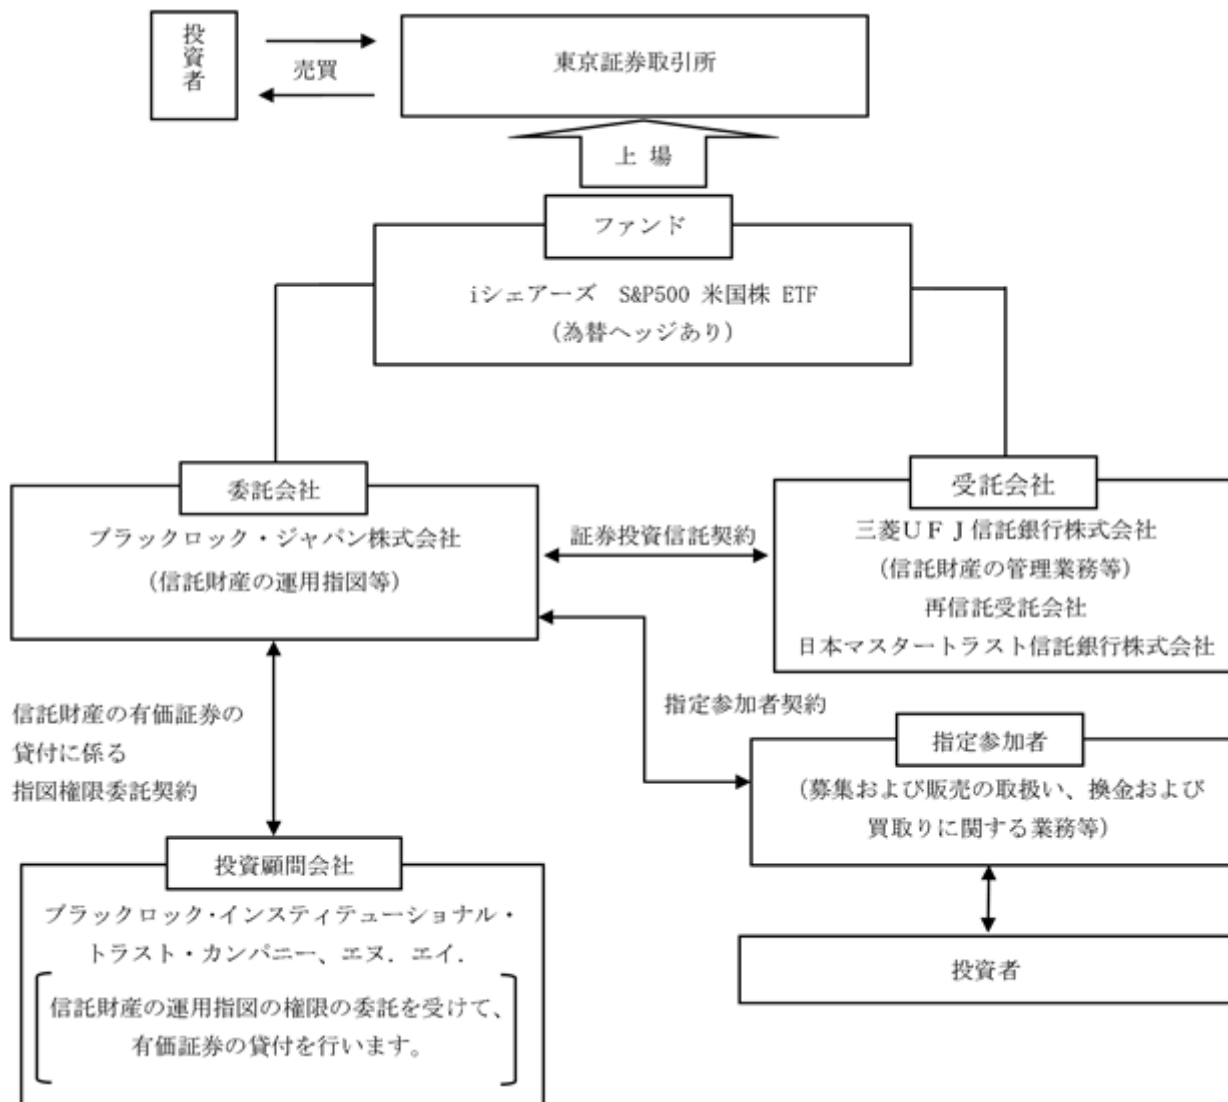 投資者
売買
東京証券取引所
上 場
ファンド
iシェアーズ S&P500 米国株 ETF
(為替ヘッジあり)
委託会社
ブラックロック・ジャパン株式会社
(信託財産の運用指図等)
証券投資信託契約
受託会社
三菱UFJ信託銀行株式会社
(信託財産の管理業務等)
再信託受託会社
日本マスタートラスト信託銀行株式会社
信託財産の有価証券の
貸付に係る
指図権限委託契約
指定参加者契約
指定参加者
(募集および販売の取扱い、換金および
買取りに関する業務等)
投資顧問会社
ブラックロック・インスティテューショナル・
トラスト・カンパニー、エヌ．エイ．
信託財産の運用指図の権限の委託を受けて、
有価証券の貸付を行います。
投資者